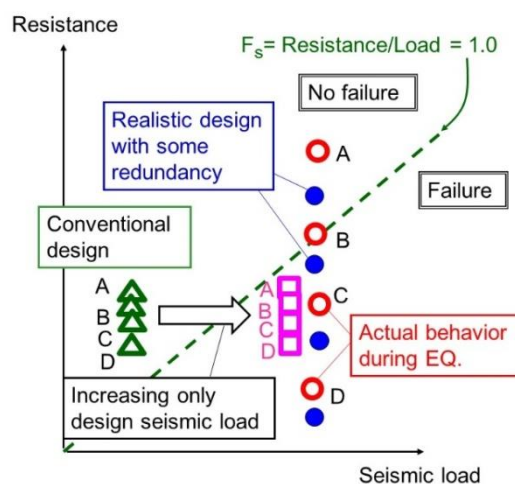 Resistance
Fs= Resistance/Load = 1.0
No failure
Realistic design
with some
redundancy
A
Failure
B
Conventional
design
A
B
C
D
A
B
C
D
C
Actual behavior
during EQ.
D
Increasing only
design seismic load
Seismic load